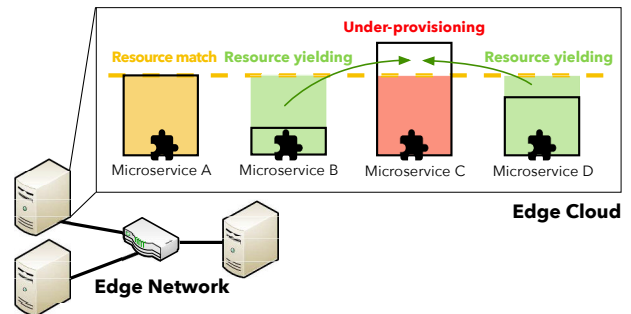 Under-provisioning
Resource match
Resource yielding
Resource yielding
Microservice A
Microservice B
Microservice C
Microservice D
Edge Cloud
Edge Network